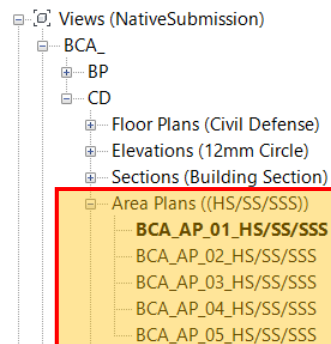 Views (NativeSubmission)
BCA_
BP
CD
Floor Plans (Civil Defense)
Elevations (12mm Circle)
Sections (Building Section)
Area Plans ((HS/SS/SSS))
BCA_AP_01_HS/SS/SSS
BCA_AP_02_HS/SS/SSS
BCA_AP_03_HS/SS/SSS
BCA_AP_04_HS/SS/SSS
BCA_AP_05_HS/SS/SSS